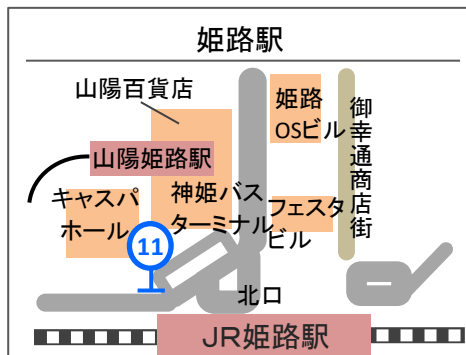 姫路駅
山陽百貨店
姫路
OSビル
御幸通商店街
山陽姫路駅
キャスパ
ホール
神姫バス
ターミナル
フェスタ
ビル
11
北口
JR姫路駅